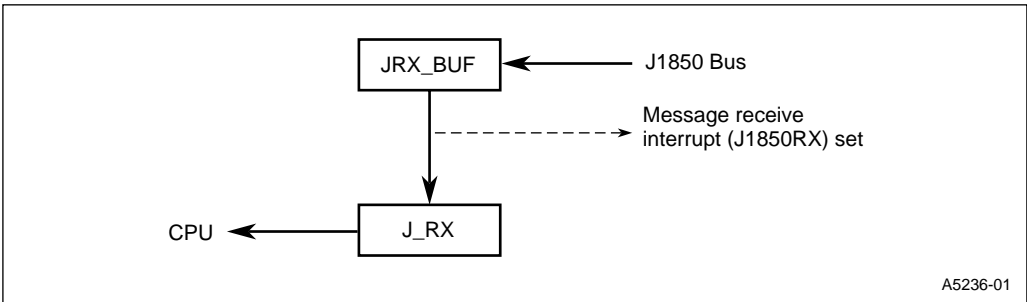 JRX_BUF
J1850 Bus
Message receive
interrupt (J1850RX) set
CPU
J_RX
A5236-01